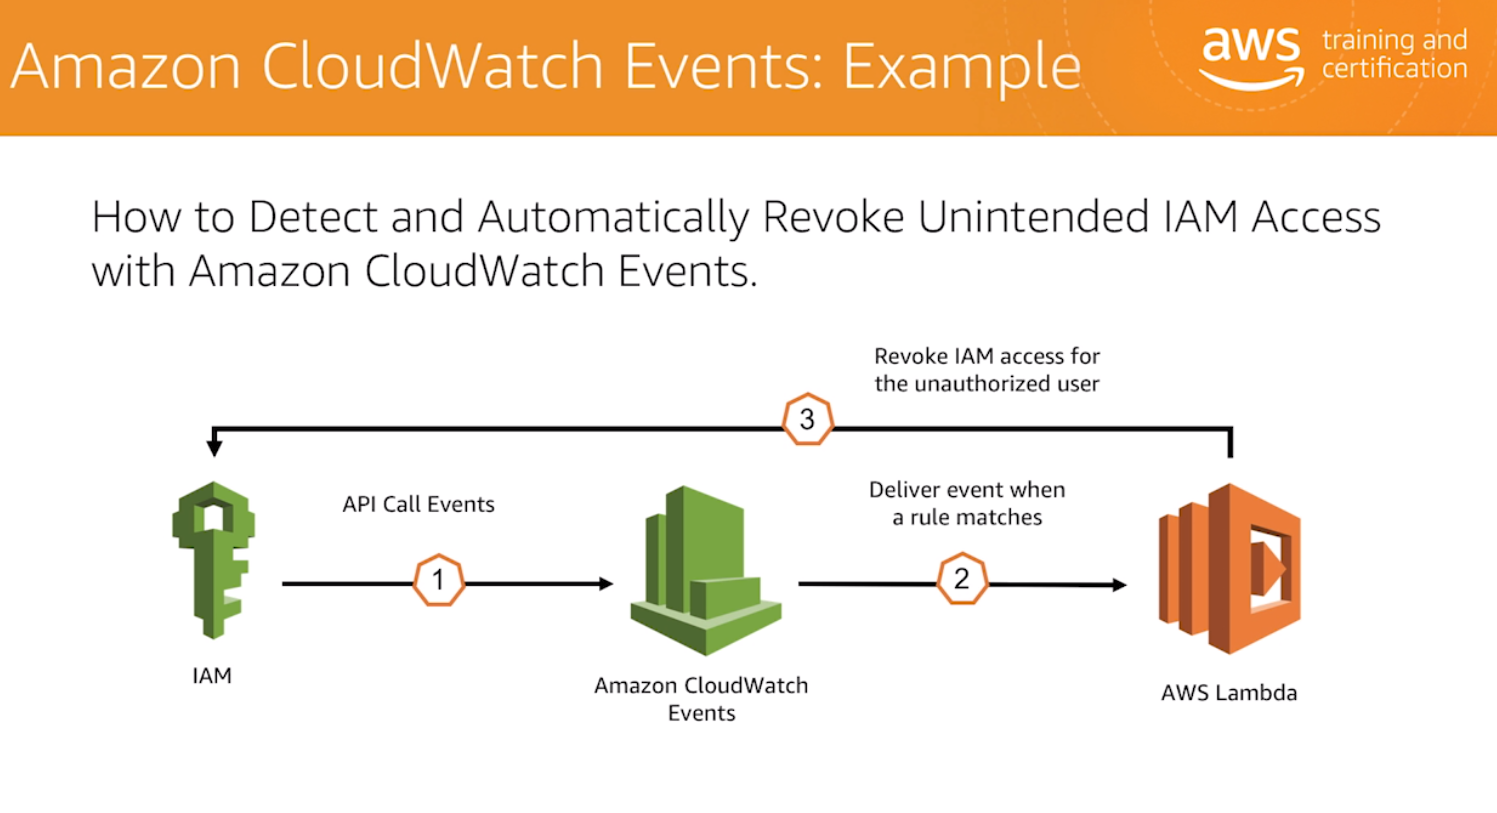 Amazon CloudWatch Events: Example
aws
training and
certification
How to Detect and Automatically Revoke Unintended IAM Access
with Amazon CloudWatch Events.
Revoke IAM access for
the unauthorized user
3
API Call Events
Deliver event when
a rule matches
1
2
IAM
Amazon CloudWatch
Events
AWS Lambda